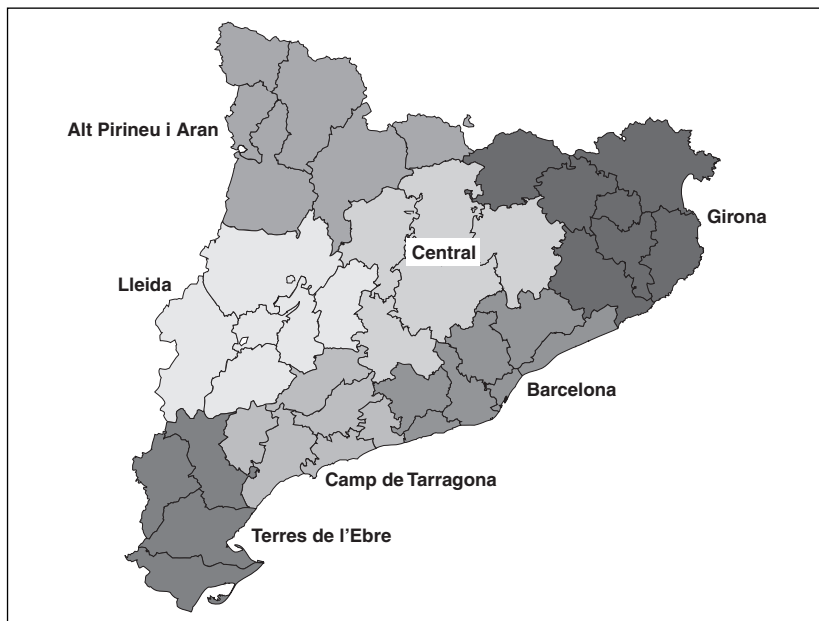 Alt Pirineu i Aran
Girona
Central
Lleida
Barcelona
Camp de Tarragona
Terres de l'Ebre